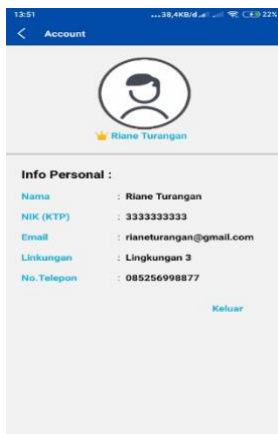 13:51 ...38,4KB/d 22%
Account
Riane Turangan
Info Personal :
Nama : Riane Turangan
NIK (KTP) : 3333333333
Email : rianeturangan@gmail.com
Linkungan : Lingkungan 3
No.Telepon : 085256998877
Keluar